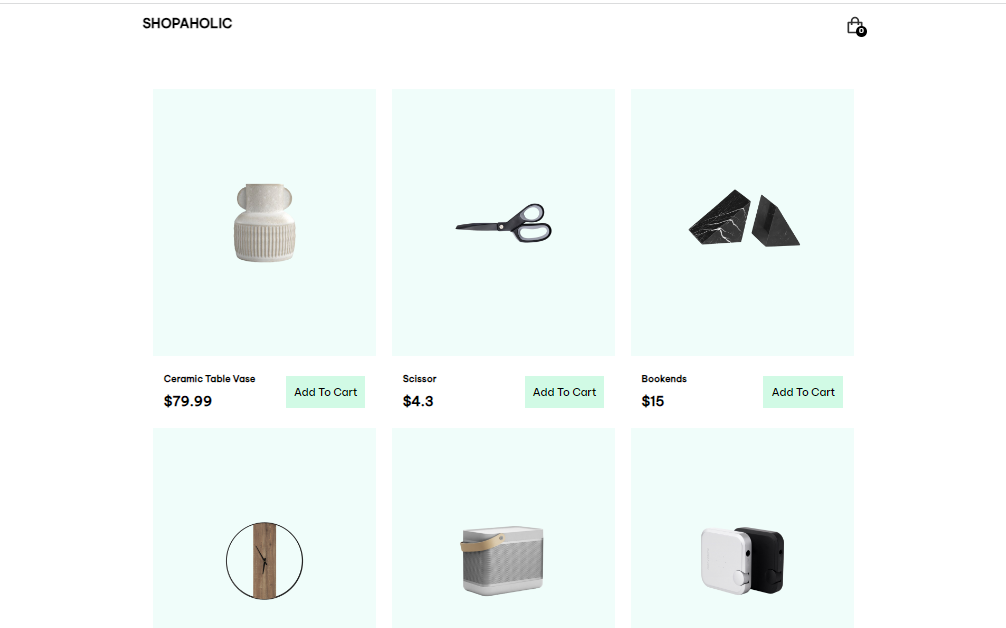 SHOPAHOLIC
0
Ceramic Table Vase
$79.99
Add To Cart
Scissor
$4.3
Add To Cart
Bookends
$15
Add To Cart